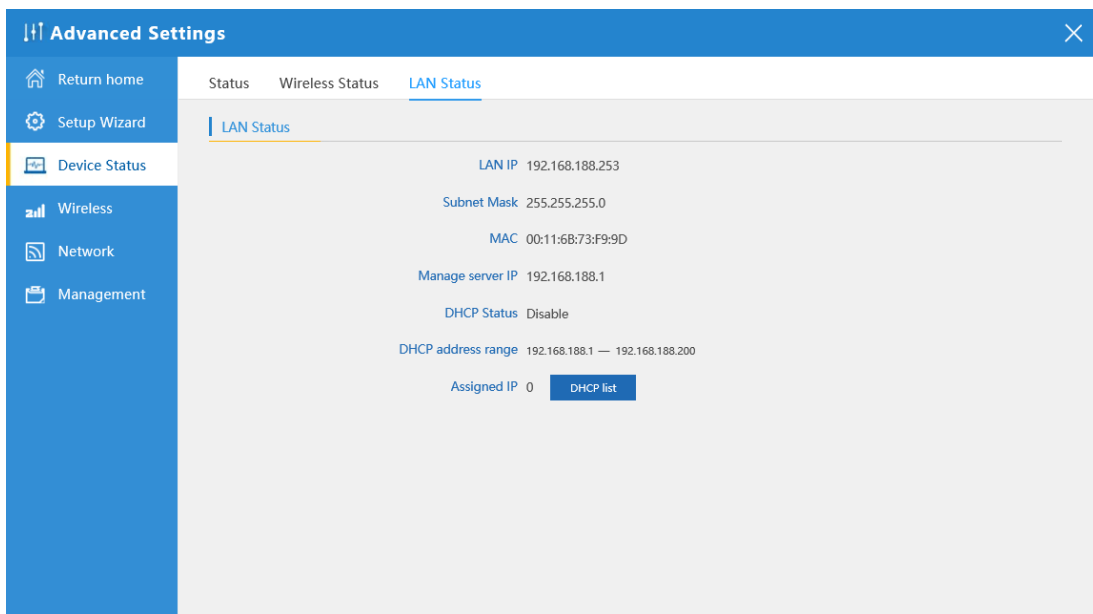 Advanced Settings
Return home
Setup Wizard
Device Status
Wireless
Network
Management
Status Wireless Status LAN Status
LAN Status
LAN IP 192.168.188.253
Subnet Mask 255.255.255.0
MAC 00:11:6B:73:F9:9D
Manage server IP 192.168.188.1
DHCP Status Disable
DHCP address range 192.168.188.1 — 192.168.188.200
Assigned IP 0 DHCP list